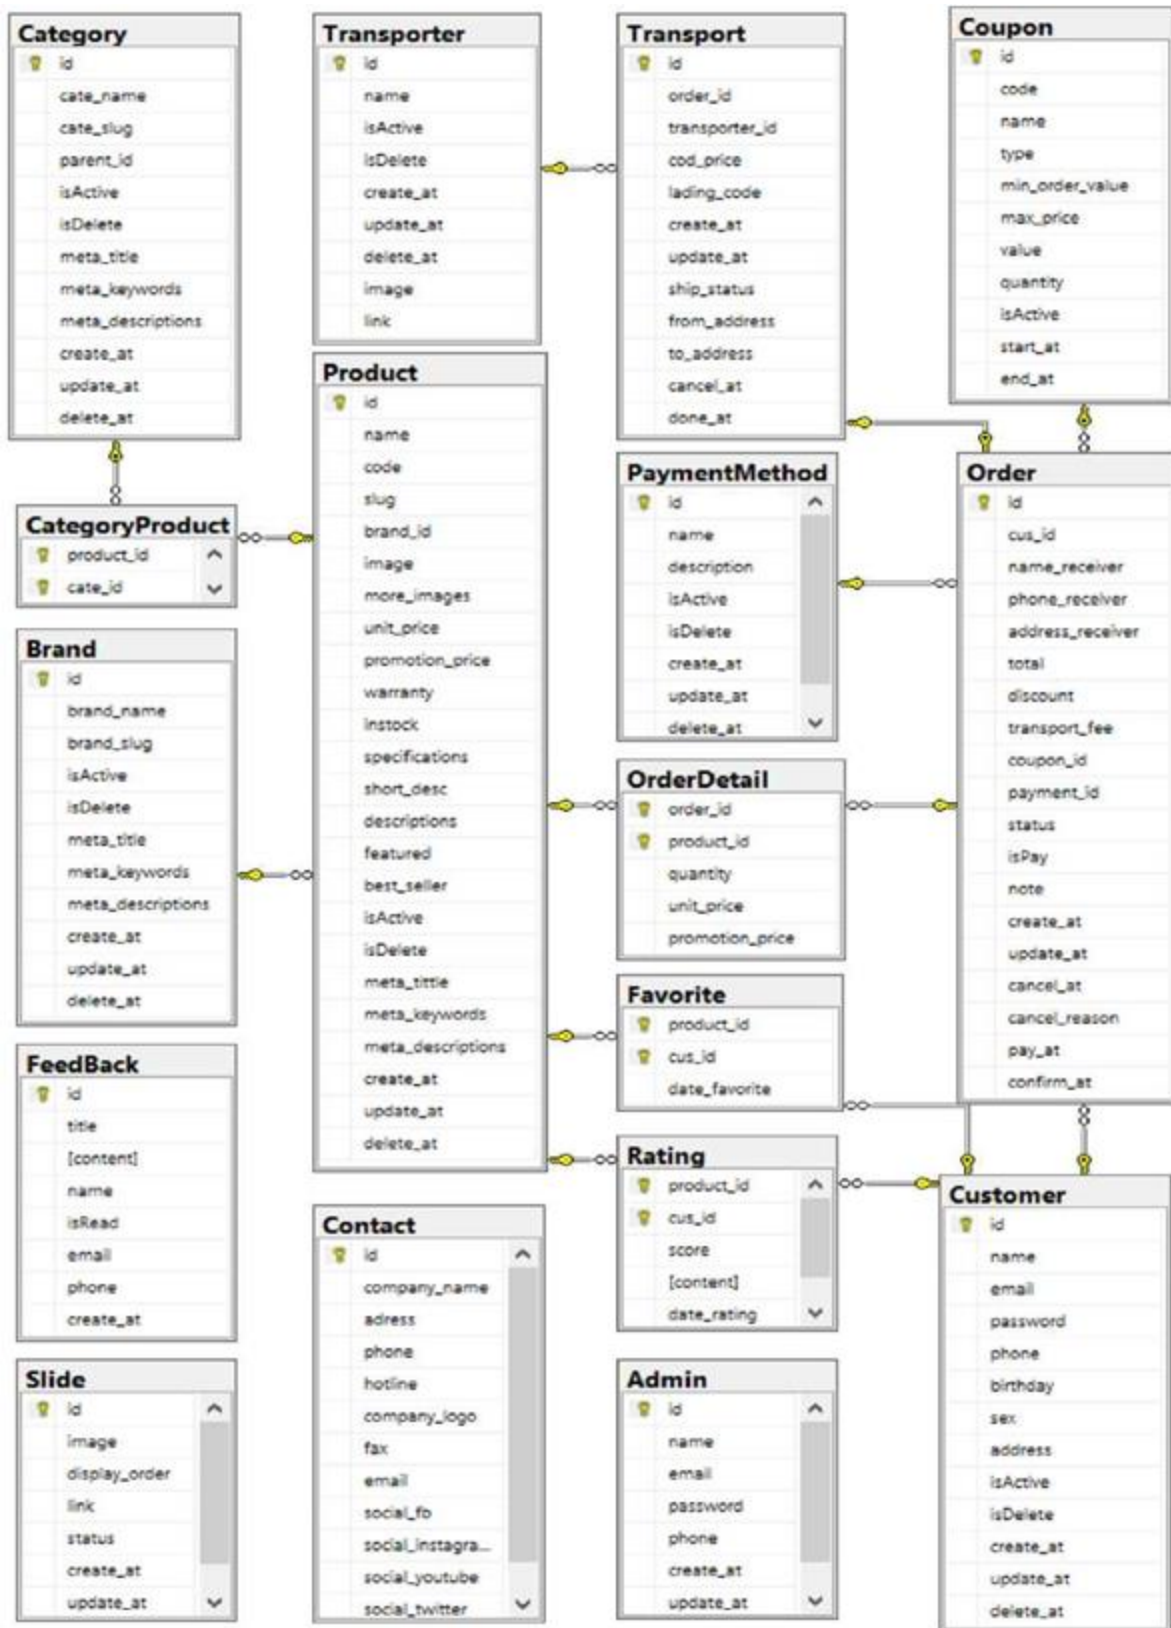 Category
id
cate_name
cate_slug
parent_id
isActive
isDelete
meta_title
meta_keywords
meta_descriptions
create_at
update_at
delete_at
CategoryProduct
product_id
cate_id
Brand
id
brand_name
brand_slug
isActive
isDelete
meta_title
meta_keywords
meta_descriptions
create_at
update_at
delete_at
FeedBack
id
title
[content]
name
isRead
email
phone
create_at
Slide
id
image
display_order
link
status
create_at
update_at
Transporter
id
name
isActive
isDelete
create_at
update_at
delete_at
image
link
Product
id
name
code
slug
brand_id
image
more_images
unit_price
promotion_price
warranty
instock
specifications
short_desc
descriptions
featured
best_seller
isActive
isDelete
meta_tittle
meta_keywords
meta_descriptions
create_at
update_at
delete_at
Contact
id
company_name
adress
phone
hotline
company_logo
fax
email
social_fb
social_instagra...
social_youtube
social_twitter
Transport
id
order_id
transporter_id
cod_price
lading_code
create_at
update_at
ship_status
from_address
to_address
cancel_at
done_at
PaymentMethod
id
name
description
isActive
isDelete
create_at
update_at
delete_at
OrderDetail
order_id
product_id
quantity
unit_price
promotion_price
Favorite
product_id
cus_id
date_favorite
Rating
product_id
cus_id
score
[content]
date_rating
Admin
id
name
email
password
phone
create_at
update_at
Coupon
id
code
name
type
min_order_value
max_price
value
quantity
isActive
start_at
end_at
Order
id
cus_id
name_receiver
phone_receiver
address_receiver
total
discount
transport_fee
coupon_id
payment_id
status
isPay
note
create_at
update_at
cancel_at
cancel_reason
pay_at
confirm_at
Customer
id
name
email
password
phone
birthday
sex
address
isActive
isDelete
create_at
update_at
delete_at